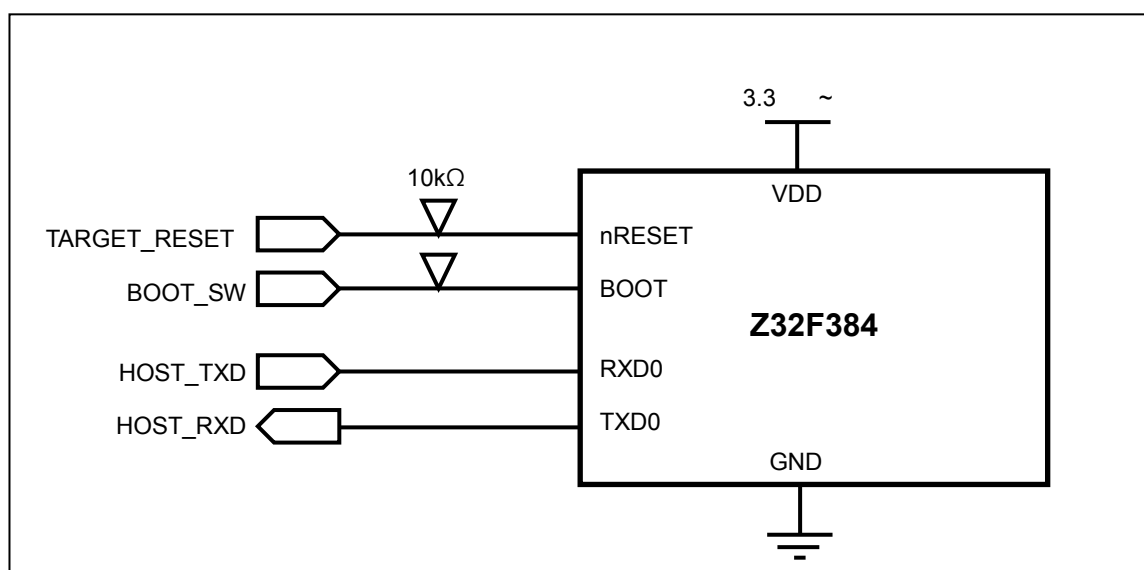 3.3 ~
VDD
10kΩ
TARGET_RESET
nRESET
BOOT_SW
BOOT
Z32F384
HOST_TXD
RXD0
HOST_RXD
TXD0
GND